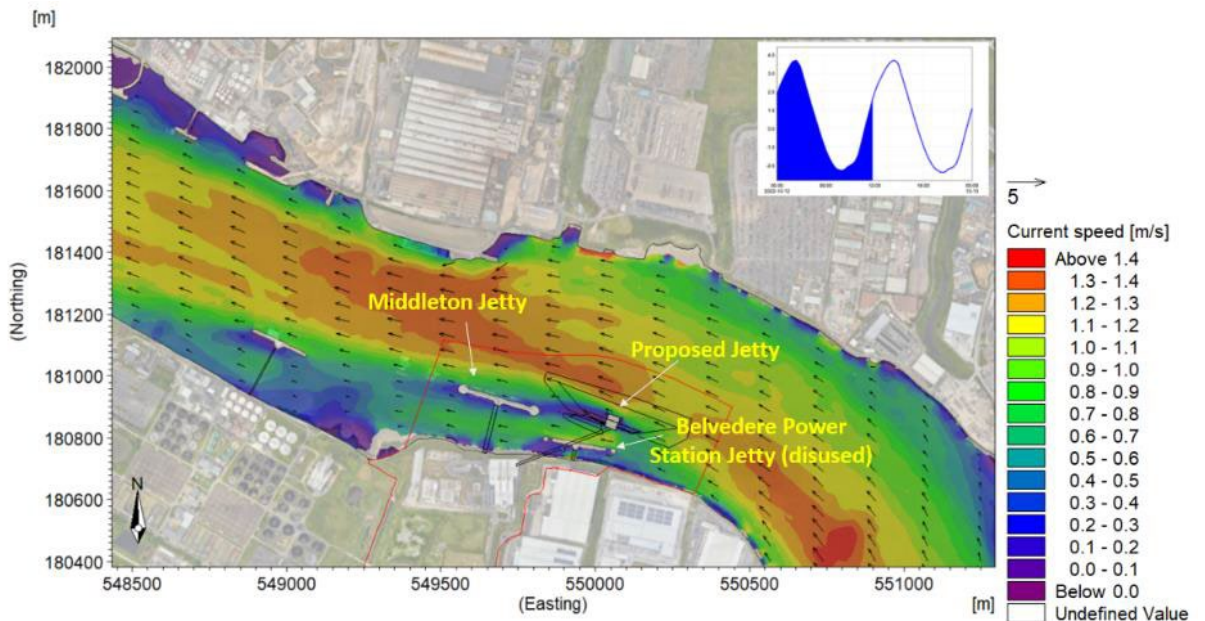 [m]
182000
181800
181600
181400
181200
181000
180800
180600
180400
(Northing)
548500
549000
549500
550000
550500
551000
(Easting)
[m]
Middleton Jetty
Proposed Jetty
Belvedere Power
Station Jetty (disused)
N
5
Current speed [m/s]
Above 1.4
1.3 - 1.4
1.2 - 1.3
1.1 - 1.2
1.0 - 1.1
0.9 - 1.0
0.8 - 0.9
0.7 - 0.8
0.6 - 0.7
0.5 - 0.6
0.4 - 0.5
0.3 - 0.4
0.2 - 0.3
0.1 - 0.2
0.0 - 0.1
Below 0.0
Undefined Value